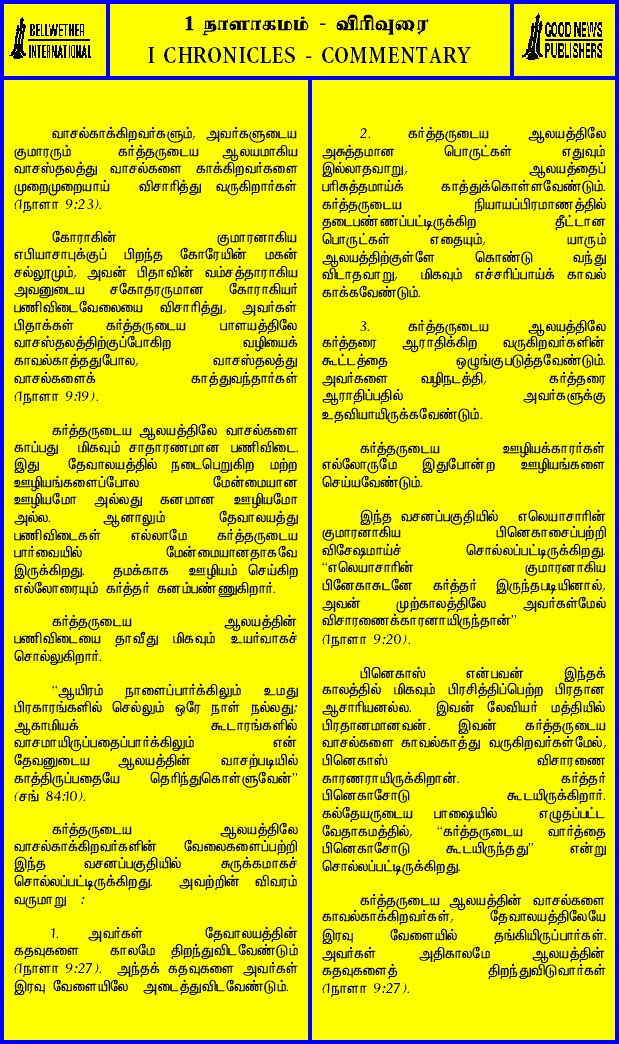 BELLWETHER
INTERNATIONAL
1 நாளாகமம் - விரிவுரை
I CHRONICLES - COMMENTARY
GOOD NEWS
PUBLISHERS
வாசல்காக்கிறவர்களும், அவர்களுடைய
குமாரரும் கர்த்தருடைய ஆலயமாகிய
வாசஸ்தலத்து வாசல்களை காக்கிறவர்களை
முறைமுறையாய் விசாரித்து வருகிறார்கள்
(1நாளா 9:23).
கோராகின் குமாரனாகிய
எபியாசாபுக்குப் பிறந்த கோரேயின் மகன்
சல்லூமும், அவன் பிதாவின் வம்சத்தாராகிய
அவனுடைய சகோதரருமான கோராகியர்
பணிவிடைவேலையை விசாரித்து, அவர்கள்
பிதாக்கள் கர்த்தருடைய பாளயத்திலே
வாசஸ்தலத்திற்குப்போகிற வழியைக்
காவல்காத்ததுபோல, வாசஸ்தலத்து
வாசல்களைக் காத்துவந்தார்கள்
(1நாளா 9:19).
கர்த்தருடைய ஆலயத்திலே வாசல்களை
காப்பது மிகவும் சாதாரணமான பணிவிடை.
இது தேவாலயத்தில் நடைபெறுகிற மற்ற
ஊழியங்களைப்போல மேன்மையான
ஊழியமோ அல்லது கனமான ஊழியமோ
அல்ல. ஆனாலும் தேவாலயத்து
பணிவிடைகள் எல்லாமே கர்த்தருடைய
பார்வையில் மேன்மையானதாகவே
இருக்கிறது. தமக்காக ஊழியம் செய்கிற
எல்லோரையும் கர்த்தர் கனம்பண்ணுகிறார்.
கர்த்தருடைய ஆலயத்தின்
பணிவிடையை தாவீது மிகவும் உயர்வாகச்
சொல்லுகிறார்.
“ஆயிரம் நாளைப்பார்க்கிலும் உமது
பிரகாரங்களில் செல்லும் ஒரே நாள் நல்லது;
ஆகாமியக் கூடாரங்களில்
வாசமாயிருப்பதைப்பார்க்கிலும் என்
தேவனுடைய ஆலயத்தின் வாசற்படியில்
காத்திருப்பதையே தெரிந்துகொள்ளுவேன்”
(சங் 84:10).
கர்த்தருடைய ஆலயத்திலே
வாசல்காக்கிறவர்களின் வேலைகளைப்பற்றி
இந்த வசனப்பகுதியில் சுருக்கமாகச்
சொல்லப்பட்டிருக்கிறது. அவற்றின் விவரம்
வருமாறு :
1. அவர்கள் தேவாலயத்தின்
கதவுகளை காலமே திறந்துவிடவேண்டும்
(1நாளா 9:27). அந்தக் கதவுகளை அவர்கள்
இரவு வேளையிலே அடைத்துவிடவேண்டும்.
2. கர்த்தருடைய ஆலயத்திலே
அசுத்தமான பொருட்கள் எதுவும்
இல்லாதவாறு, ஆலயத்தைப்
பரிசுத்தமாய்க் காத்துக்கொள்ளவேண்டும்.
கர்த்தருடைய நியாயப்பிரமாணத்தில்
தடைபண்ணப்பட்டிருக்கிற தீட்டான
பொருட்கள் எதையும், யாரும்
ஆலயத்திற்குள்ளே கொண்டு வந்து
விடாதவாறு, மிகவும் எச்சரிப்பாய்க் காவல்
காக்கவேண்டும்.
3. கர்த்தருடைய ஆலயத்திலே
கர்த்தரை ஆராதிக்கிற வருகிறவர்களின்
கூட்டத்தை ஒழுங்குபடுத்தவேண்டும்.
அவர்களை வழிநடத்தி, கர்த்தரை
ஆராதிப்பதில் அவர்களுக்கு
உதவியாயிருக்கவேண்டும்.
கர்த்தருடைய ஊழியக்காரர்கள்
எல்லோருமே இதுபோன்ற ஊழியங்களை
செய்யவேண்டும்.
இந்த வசனப்பகுதியில் எலெயாசாரின்
குமாரனாகிய பினெகாசைப்பற்றி
விசேஷமாய்ச் சொல்லப்பட்டிருக்கிறது.
“எலெயாசாரின் குமாரனாகிய
பினேகாசுடனே கர்த்தர் இருந்தபடியினால்,
அவன் முற்காலத்திலே அவர்கள்மேல்
விசாரணைக்காரனாயிருந்தான்”
(1நாளா 9:20).
பினெகாஸ் என்பவன் இந்தக்
காலத்தில் மிகவும் பிரசித்திப்பெற்ற பிரதான
ஆசாரியனல்ல. இவன் லேவியர் மத்தியில்
பிரதானமானவன். இவன் கர்த்தருடைய
வாசல்களை காவல்காத்து வருகிறவர்கள்மேல்,
பினெகாஸ் விசாரணை
காரணராயிருக்கிறான். கர்த்தர்
பினெகாசோடு கூடயிருக்கிறார்.
கல்தேயருடைய பாஷையில் எழுதப்பட்ட
வேதாகமத்தில், “கர்த்தருடைய வார்த்தை
பினெகாசோடு கூடயிருந்தது” என்று
சொல்லப்பட்டிருக்கிறது.
கர்த்தருடைய ஆலயத்தின் வாசல்களை
காவல்காக்கிறவர்கள், தேவாலயத்திலேயே
இரவு வேளையில் தங்கியிருப்பார்கள்.
அவர்கள் அதிகாலமே ஆலயத்தின்
கதவுகளைத் திறந்துவிடுவார்கள்
(1நாளா 9:27).